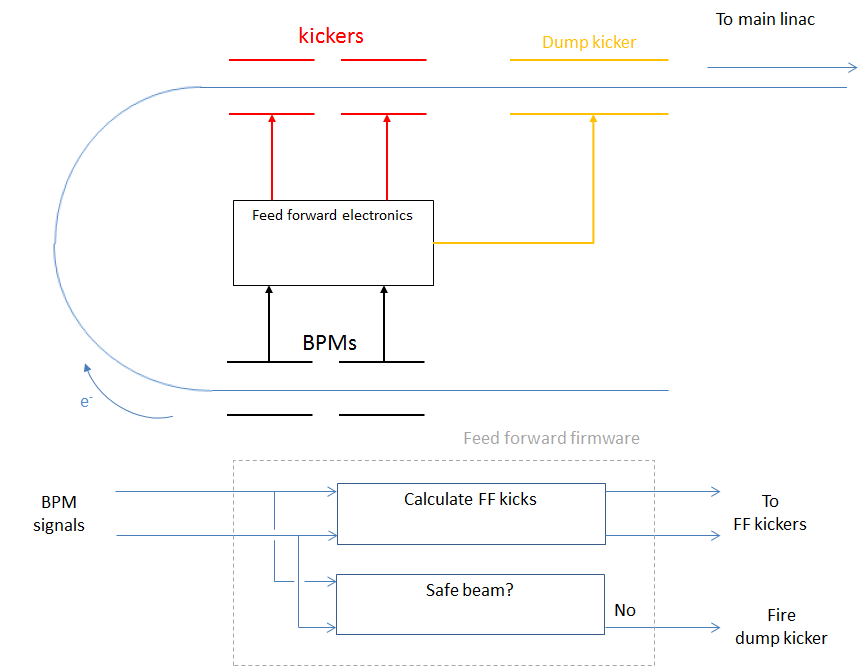 To main linac
kickers
Dump kicker
Feed forward electronics
BPMs
e-
Feed forward firmware
BPM
signals
Calculate FF kicks
To
FF kickers
Safe beam?
No
Fire
dump kicker